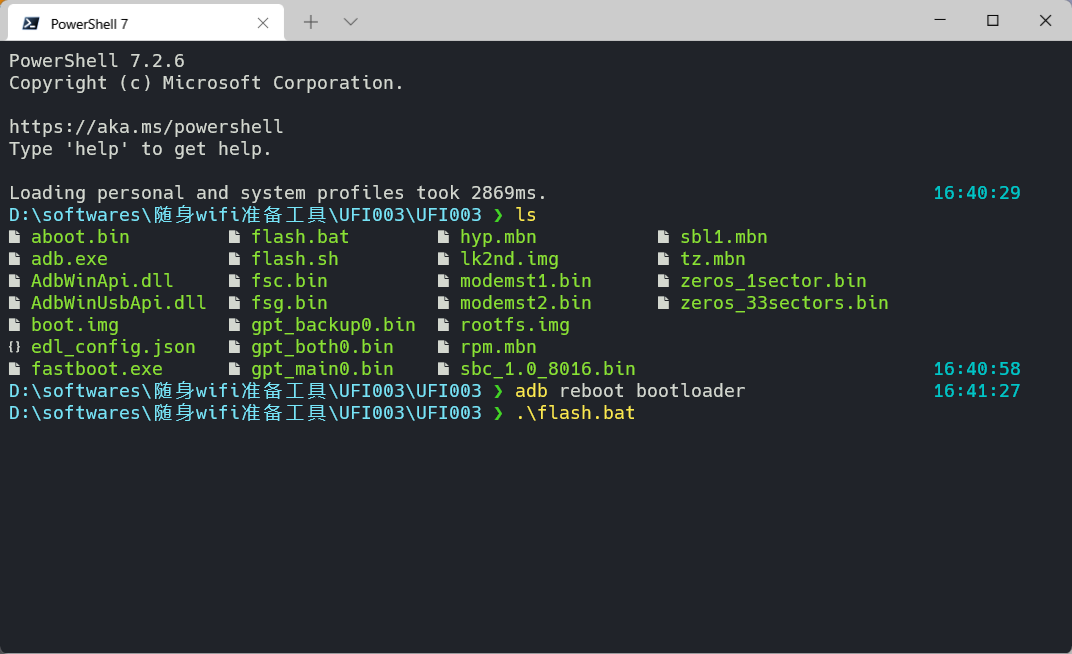 PowerShell 7
PowerShell 7.2.6
Copyright (c) Microsoft Corporation.
https://aka.ms/powershell
Type 'help' to get help.
Loading personal and system profiles took 2869ms. 16:40:29
D:\softwares\随身wifi准备工具\UFI003\UFI003 ❯ ls
aboot.bin flash.bat hyp.mbn sbl1.mbn
adb.exe flash.sh lk2nd.img tz.mbn
AdbWinApi.dll fsc.bin modemst1.bin zeros_1sector.bin
AdbWinUsbApi.dll fsg.bin modemst2.bin zeros_33sectors.bin
boot.img gpt_backup0.bin rootfs.img
{} edl_config.json gpt_both0.bin rpm.mbn
fastboot.exe gpt_main0.bin sbc_1.0_8016.bin 16:40:58
D:\softwares\随身wifi准备工具\UFI003\UFI003 ❯ adb reboot bootloader 16:41:27
D:\softwares\随身wifi准备工具\UFI003\UFI003 ❯ .\flash.bat